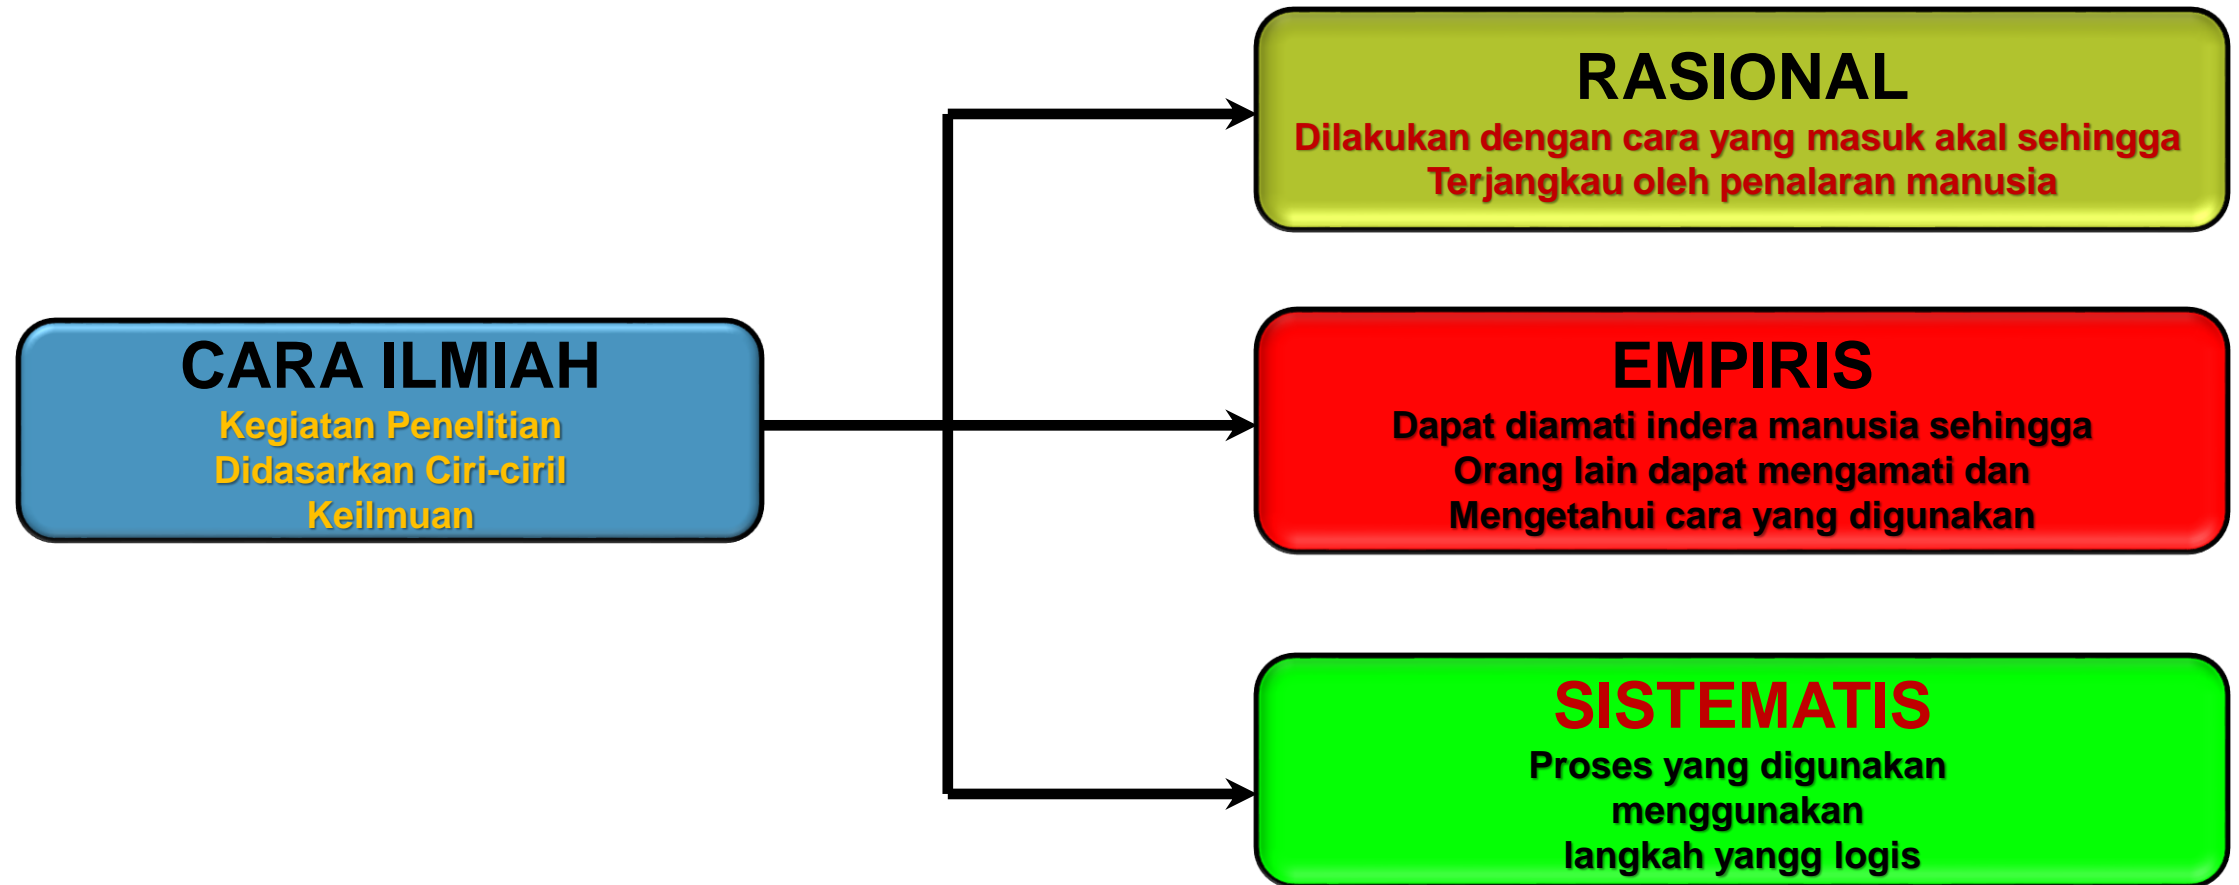 RASIONAL
Dilakukan dengan cara yang masuk akal sehingga
Terjangkau oleh penalaran manusia
CARA ILMIAH
Kegiatan Penelitian
Didasarkan Ciri-ciril
Keilmuan
EMPIRIS
Dapat diamati indera manusia sehingga
Orang lain dapat mengamati dan
Mengetahui cara yang digunakan
SISTEMATIS
Proses yang digunakan
menggunakan
langkah yangg logis